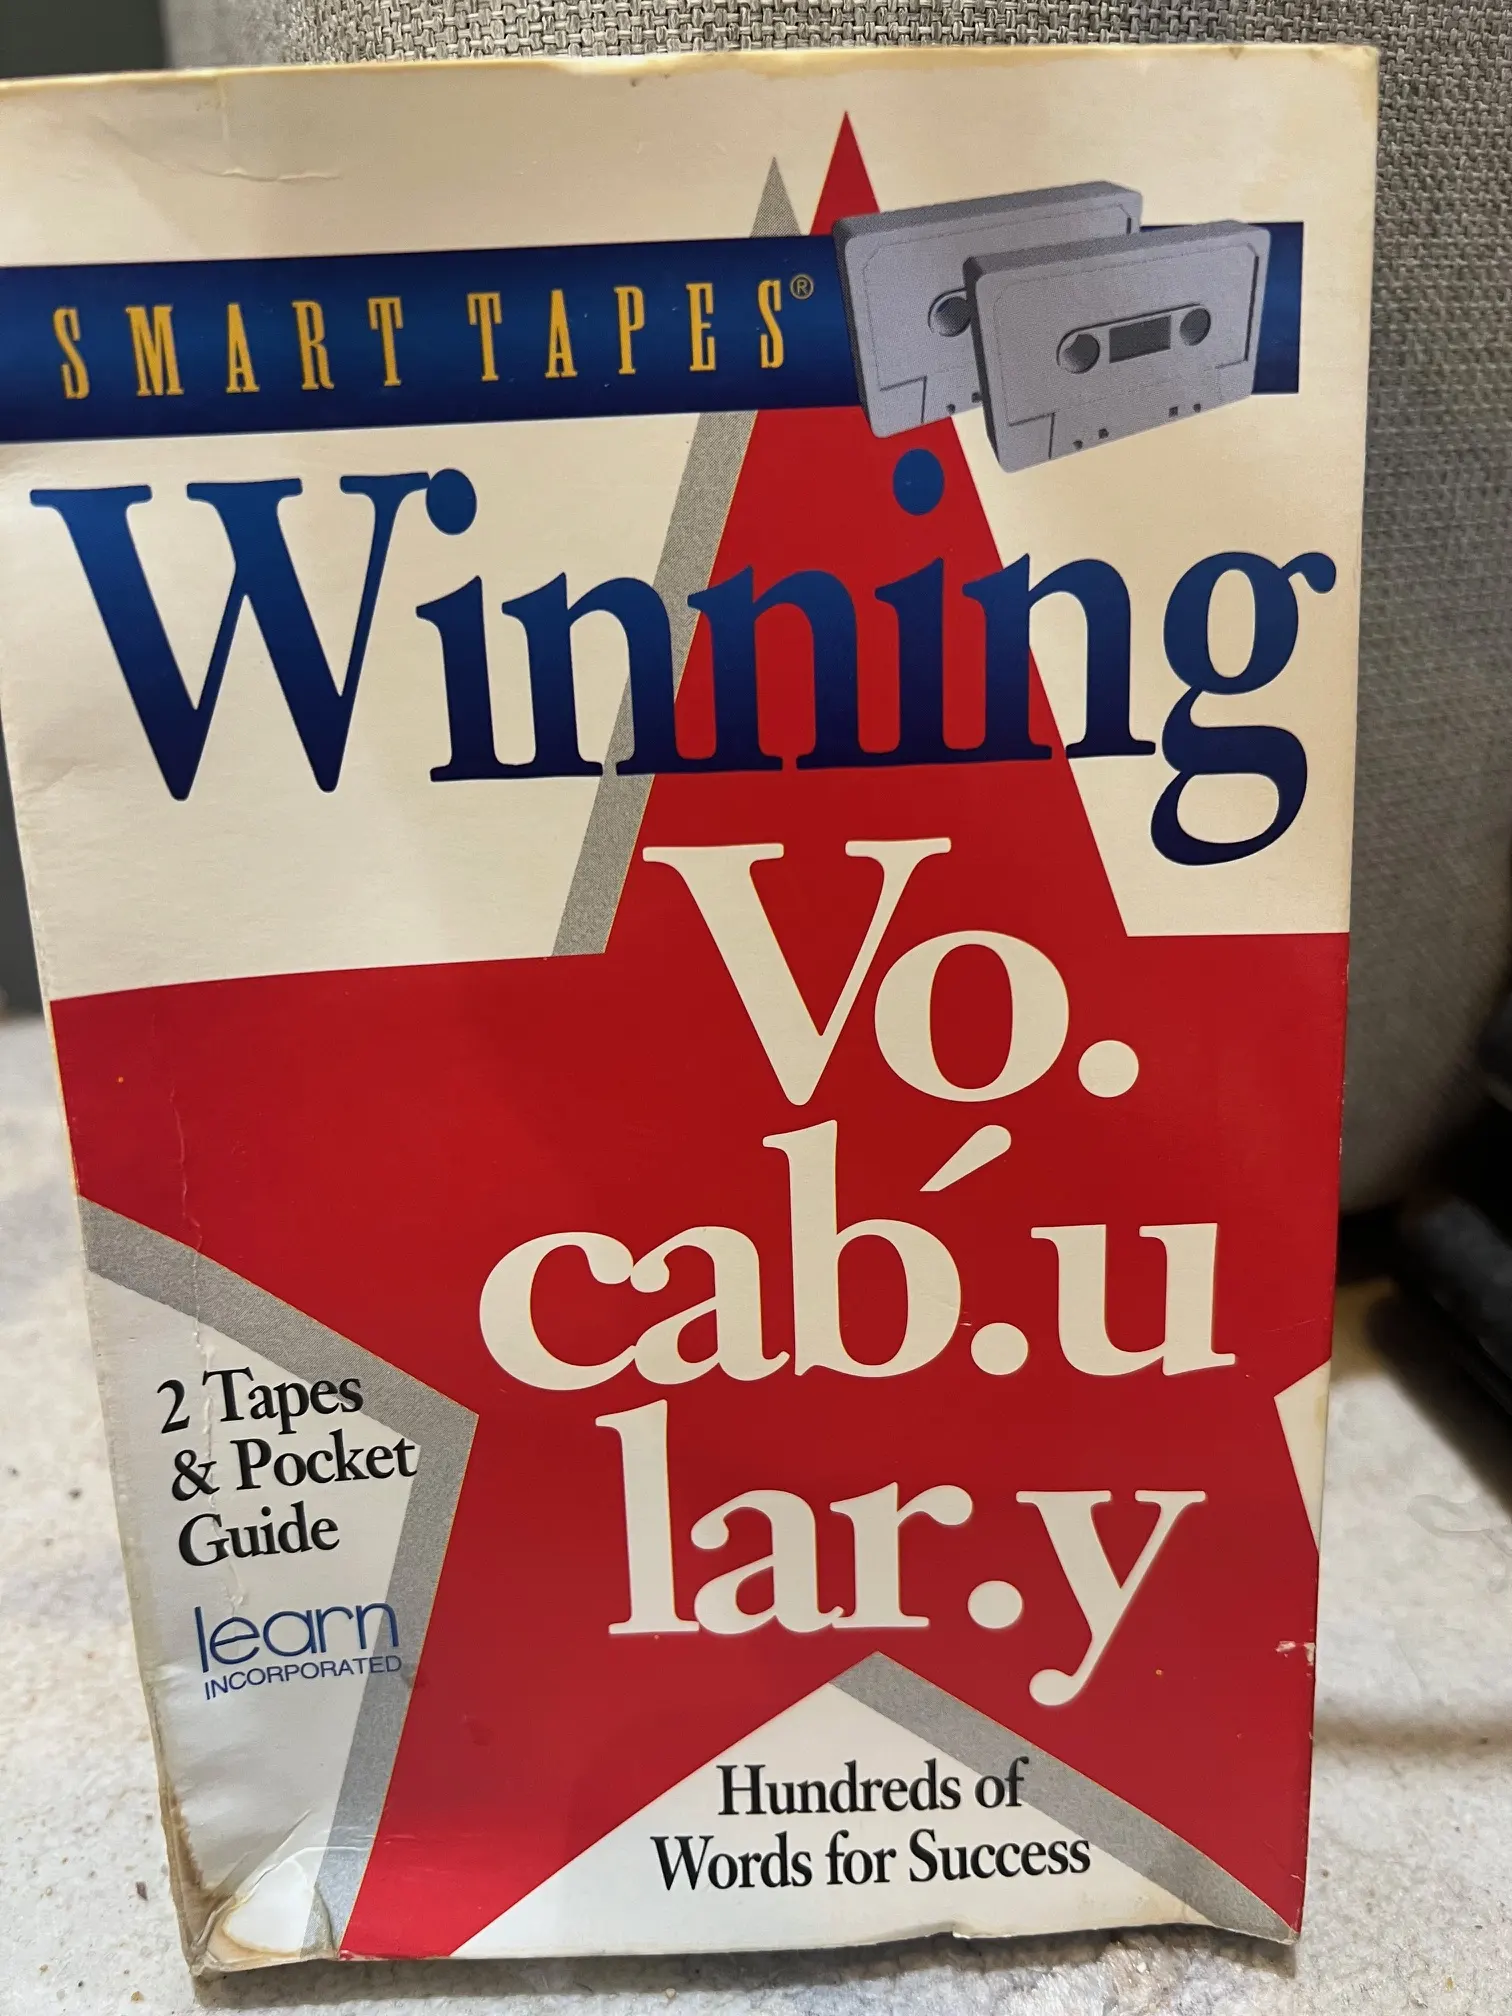 SMART TAPES®
Winning
Vo.
cab´.u
lar.y
2 Tapes
& Pocket
Guide
learn
INCORPORATED
Hundreds of
Words for Success